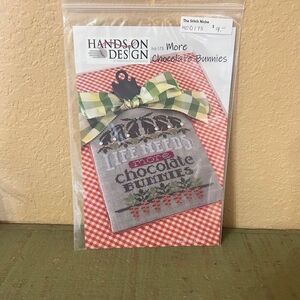 The Stitch Niche
HANDS ON
DESIGN
More
Chocolate Bunnies
LIFE NEEDS
more
chocolate
BUNNIES